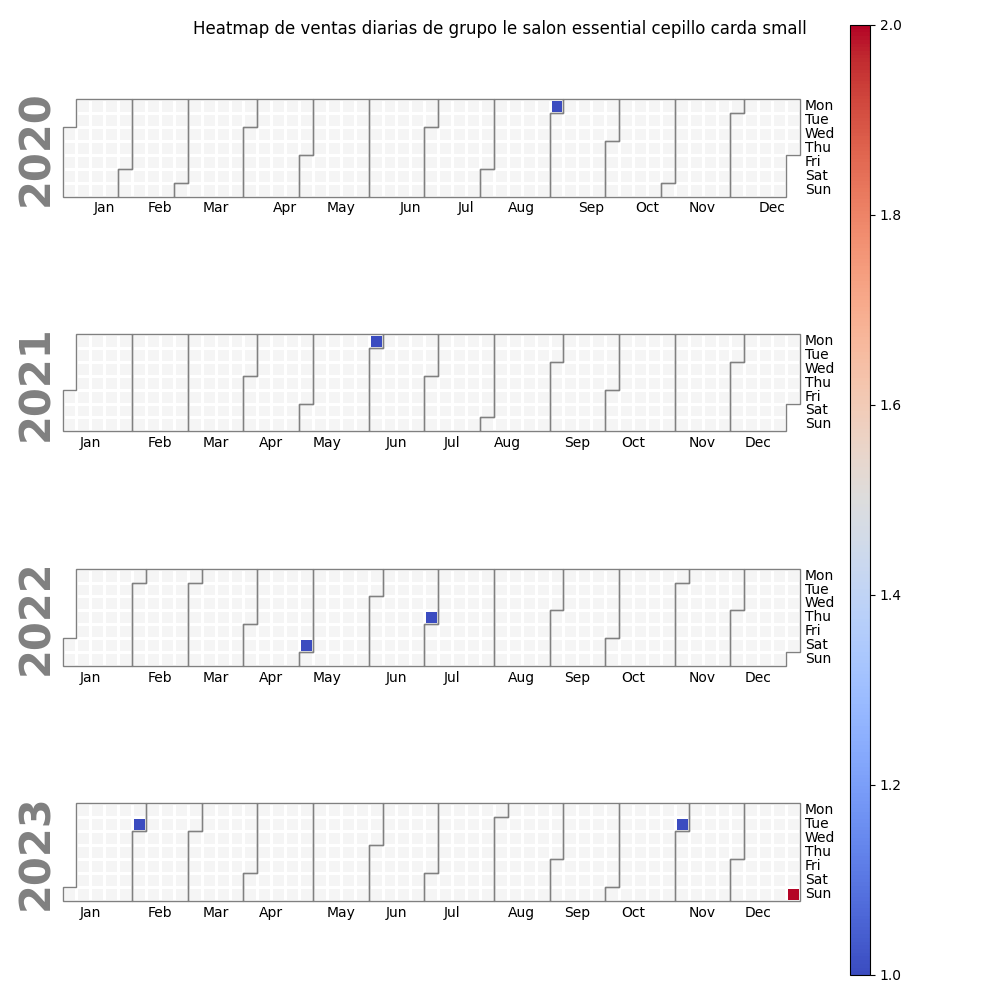 Heatmap de ventas diarias de grupo le salon essential cepillo carda small
2.0
1.8
1.6
1.4
1.2
1.0
2020
Mon
Tue
Wed
Thu
Fri
Sat
Sun
Jan Feb Mar Apr May Jun Jul Aug Sep Oct Nov Dec
2021
Mon
Tue
Wed
Thu
Fri
Sat
Sun
Jan Feb Mar Apr May Jun Jul Aug Sep Oct Nov Dec
2022
Mon
Tue
Wed
Thu
Fri
Sat
Sun
Jan Feb Mar Apr May Jun Jul Aug Sep Oct Nov Dec
2023
Mon
Tue
Wed
Thu
Fri
Sat
Sun
Jan Feb Mar Apr May Jun Jul Aug Sep Oct Nov Dec